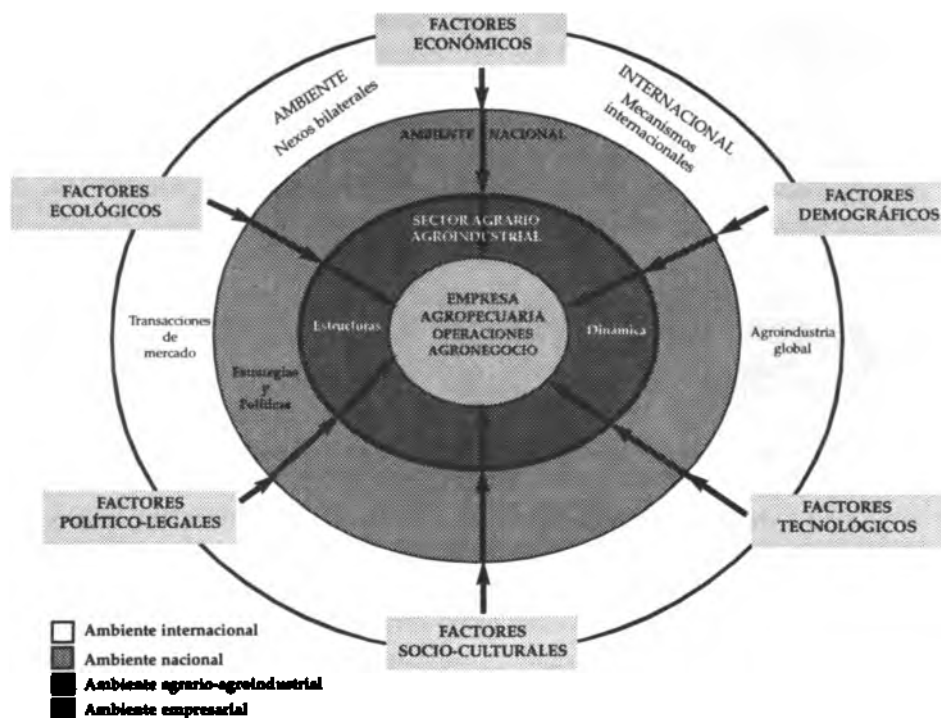 FACTORES
ECONÓMICOS
AMBIENTE
Nexos bilaterales
INTERNACIONAL
Mecanismos
internacionales
AMBIENTE NACIONAL
FACTORES
ECOLÓGICOS
FACTORES
DEMOGRÁFICOS
SECTOR AGRARIO
AGROINDUSTRIAL
EMPRESA
AGROPECUARIA
OPERACIONES
AGRONEGOCIO
Estructuras
Dinámica
Transacciones
de
mercado
Agroindustria
global
Estrategias
y
Políticas
FACTORES
POLÍTICO-LEGALES
FACTORES
TECNOLÓGICOS
FACTORES
SOCIO-CULTURALES
Ambiente internacional
Ambiente nacional
Ambiente agrario-agroindustrial
Ambiente empresarial